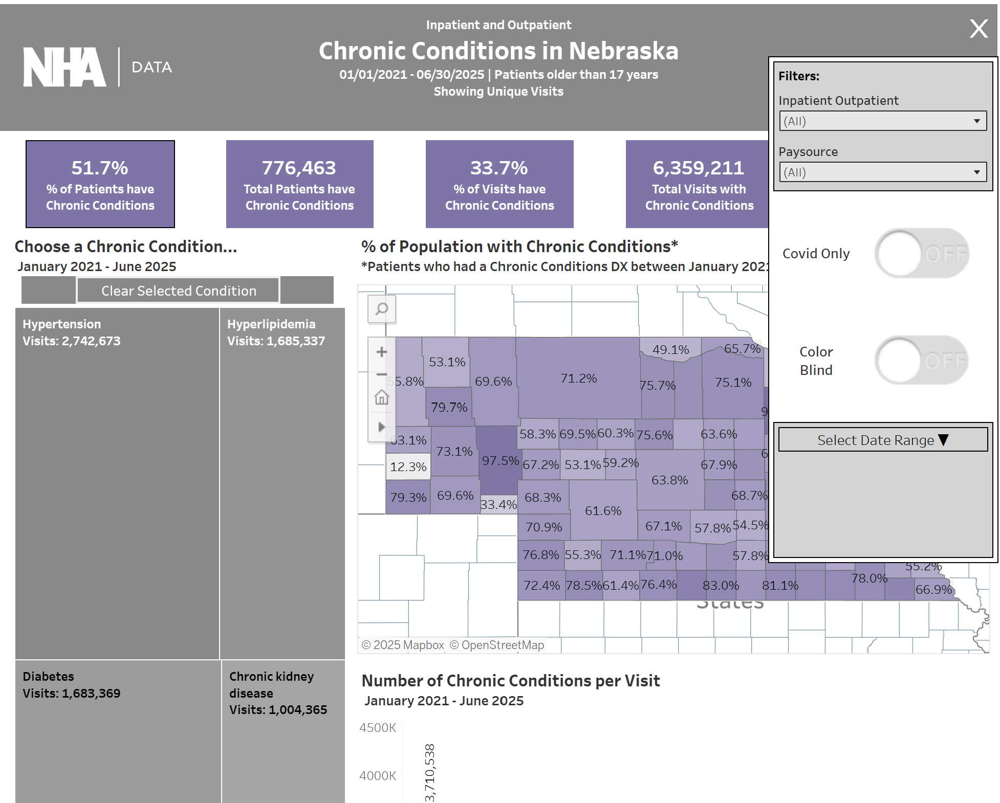 Inpatient and Outpatient
Chronic Conditions in Nebraska
01/01/2021 - 06/30/2025 | Patients older than 17 years
Showing Unique Visits
NHA | DATA
X
Filters:
Inpatient Outpatient
(All)
Paysource
(All)
Covid Only
OFF
Color
Blind
OFF
Select Date Range ▼
51.7%
% of Patients have
Chronic Conditions
776,463
Total Patients have
Chronic Conditions
33.7%
% of Visits have
Chronic Conditions
6,359,211
Total Visits with
Chronic Conditions
Choose a Chronic Condition...
January 2021 - June 2025
Clear Selected Condition
Hypertension
Visits: 2,742,673
Hyperlipidemia
Visits: 1,685,337
Diabetes
Visits: 1,683,369
Chronic kidney
disease
Visits: 1,004,365
% of Population with Chronic Conditions*
*Patients who had a Chronic Conditions DX between January 2021
49.1% 65.7%
53.1%
55.8% 69.6% 71.2% 75.7% 75.1%
79.7%
63.1% 58.3% 69.5% 60.3% 75.6% 63.6%
73.1%
12.3% 97.5% 67.2% 53.1% 59.2% 67.9%
63.8%
79.3% 69.6% 33.4% 68.3% 68.7%
61.6%
70.9% 67.1% 57.8% 54.5%
76.8% 55.3% 71.1% 71.0% 57.8%
55.2%
72.4% 78.5% 61.4% 76.4% 83.0% 81.1% 78.0% 66.9%
States
© 2025 Mapbox © OpenStreetMap
Number of Chronic Conditions per Visit
January 2021 - June 2025
4500K
4000K
3,710,538